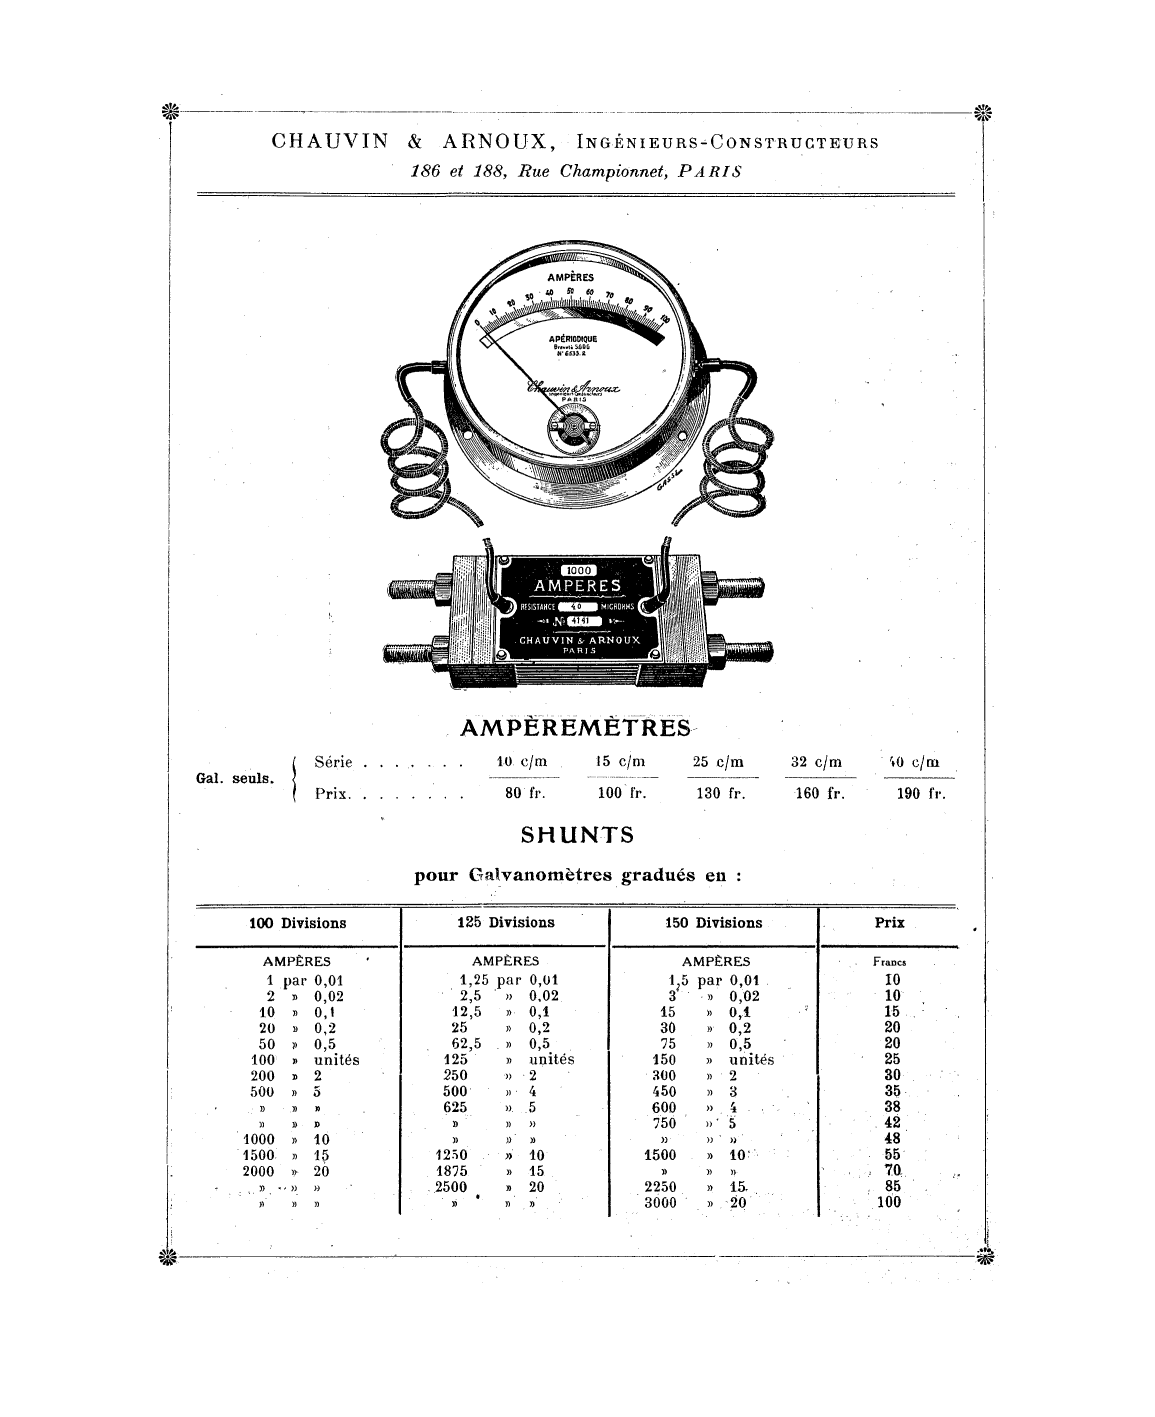 CHAUVIN & ARNOUX, INGÉNIEURS-CONSTRUCTEURS
186 et 188, Rue Championnet, PARIS
AMPÈRES
0 10 20 30 40 50 60 70 80 90 100
APÉRIODIQUE
Brevets SGDG
N° 6533.2
Chauvin & Arnoux
PARIS
1000
AMPERES
RESISTANCE 40 MICROHMS
N° 4141
CHAUVIN & ARNOUX
PARIS
AMPÈREMÈTRES
Gal. seuls. { Série . . . . . . . 10 c/m 15 c/m 25 c/m 32 c/m 40 c/m
Prix. . . . . . . . 80 fr. 100 fr. 130 fr. 160 fr. 190 fr.
SHUNTS
pour Galvanomètres gradués en :
100 Divisions 125 Divisions 150 Divisions Prix
AMPÈRES AMPÈRES AMPÈRES Francs
1 par 0,01 1,25 par 0,01 1,5 par 0,01 10
2 » 0,02 2,5 » 0,02 3 » 0,02 10
10 » 0,1 12,5 » 0,1 15 » 0,1 15
20 » 0,2 25 » 0,2 30 » 0,2 20
50 » 0,5 62,5 » 0,5 75 » 0,5 20
100 » unités 125 » unités 150 » unités 25
200 » 2 250 » 2 300 » 2 30
500 » 5 500 » 4 450 » 3 35
» » » 625 » 5 600 » 4 38
» » » » » » 750 » 5 42
1000 » 10 » » » » » » 48
1500 » 15 1250 » 10 1500 » 10 55
2000 » 20 1875 » 15 » » » 70
» » » 2500 » 20 2250 » 15 85
» » » » » » 3000 » 20 100